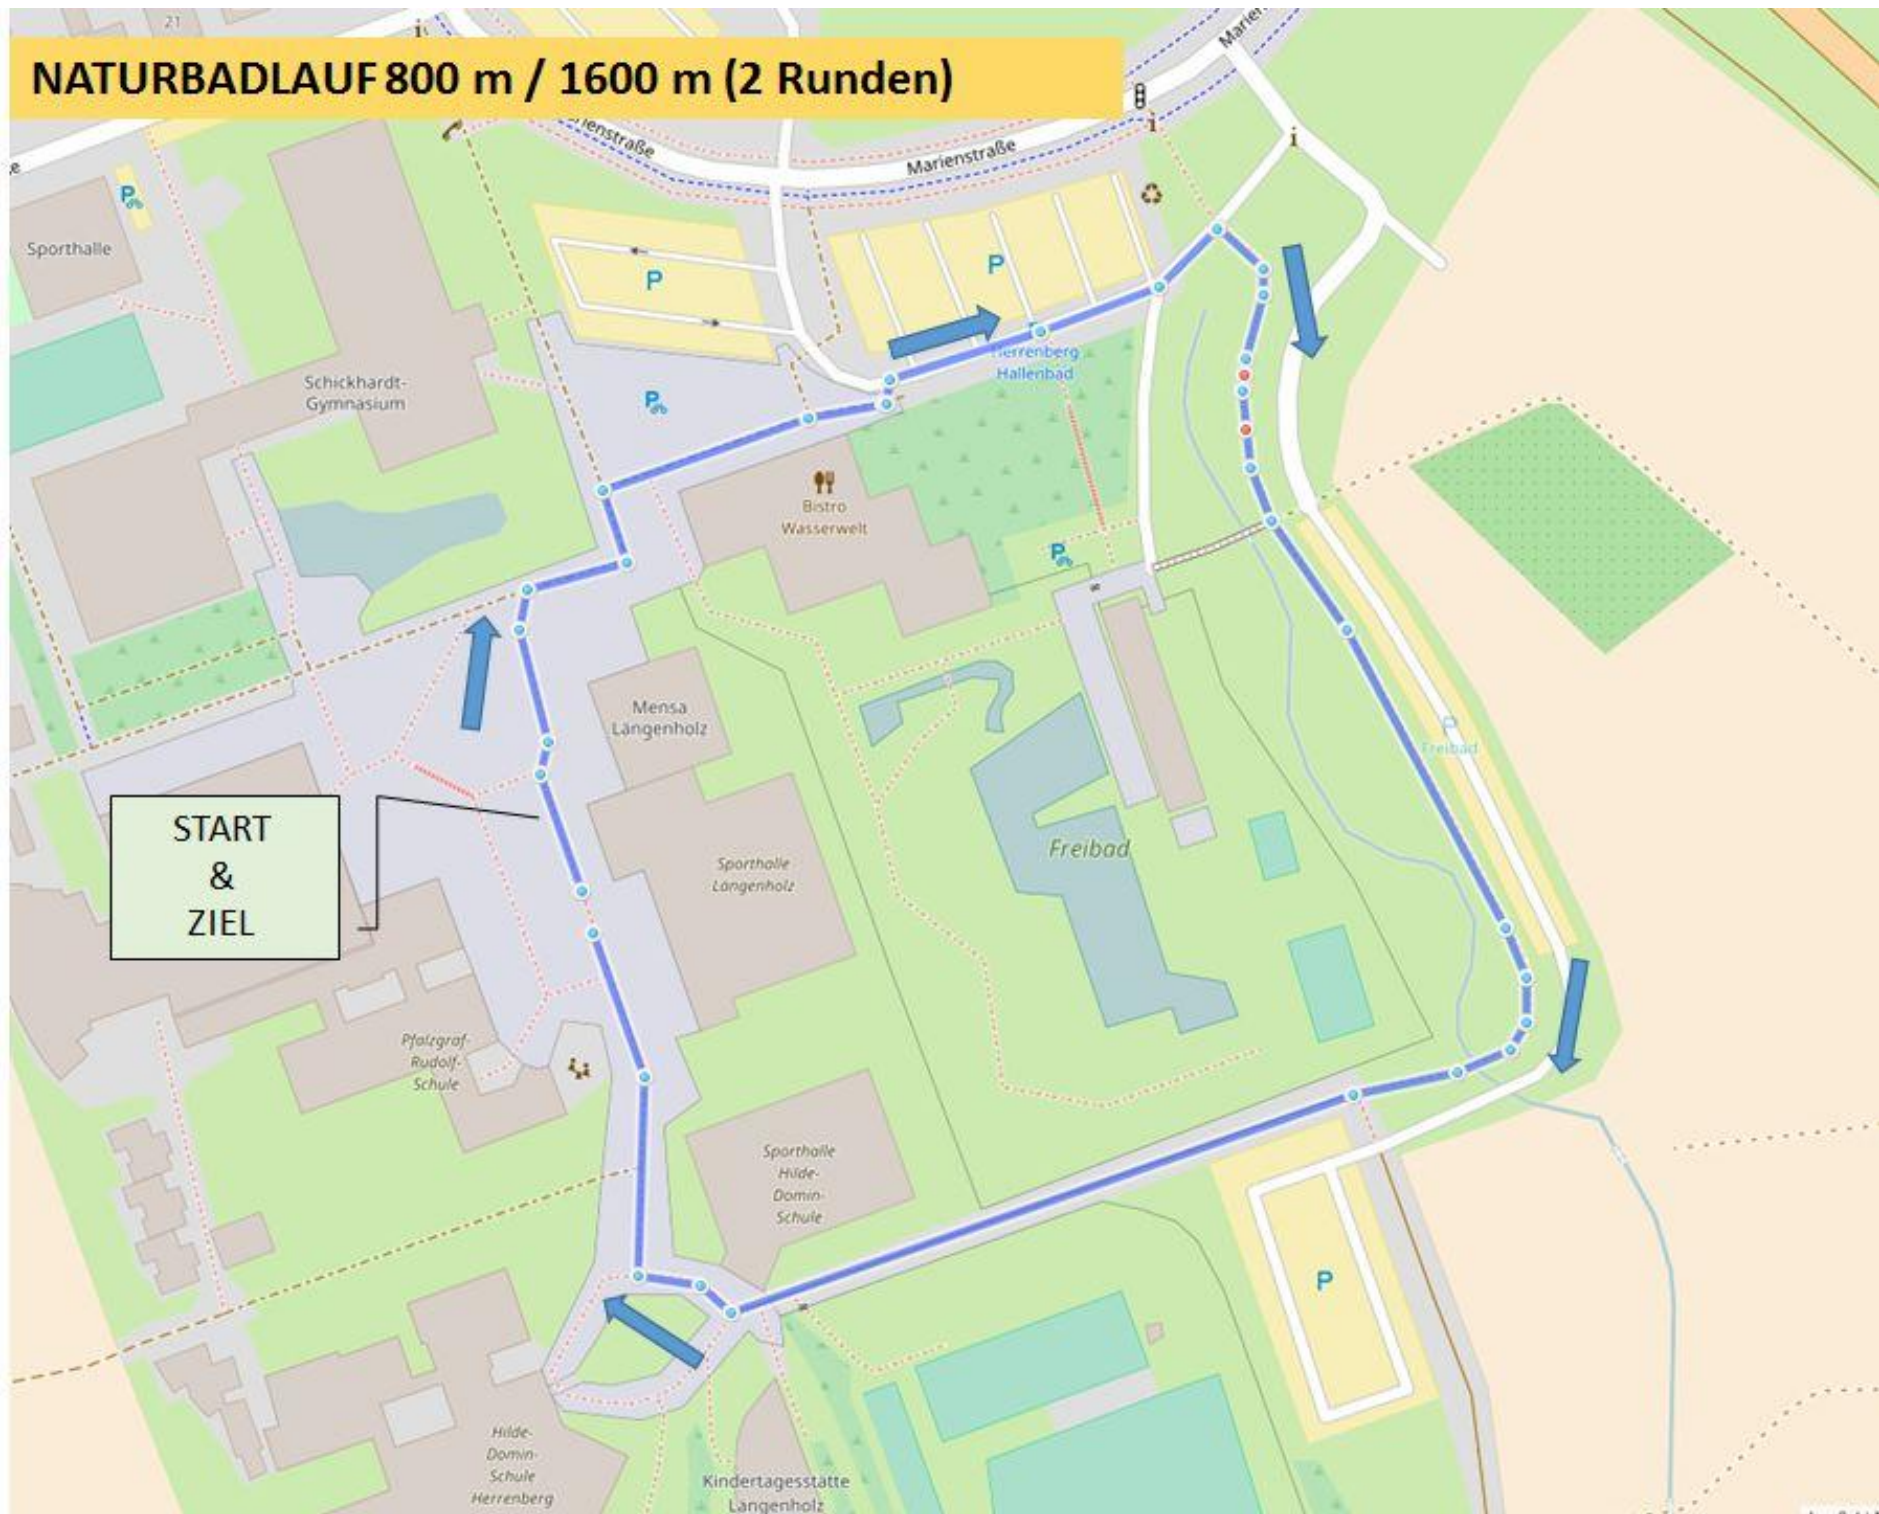 21
NATURBADLAUF 800 m / 1600 m (2 Runden)
Marienstraße
Sporthalle
P
P
P
Herrenberg
Hallenbad
Schickhardt-
Gymnasium
P
Bistro
Wasserwelt
P
Mensa
Längenholz
P
Freibad
START
&
ZIEL
Sporthalle
Längenholz
Freibad
Pfalzgraf-
Rudolf-
Schule
Sporthalle
Hilde-
Domin-
Schule
P
Hilde-
Domin-
Schule
Herrenberg
Kindertagesstätte
Längenholz